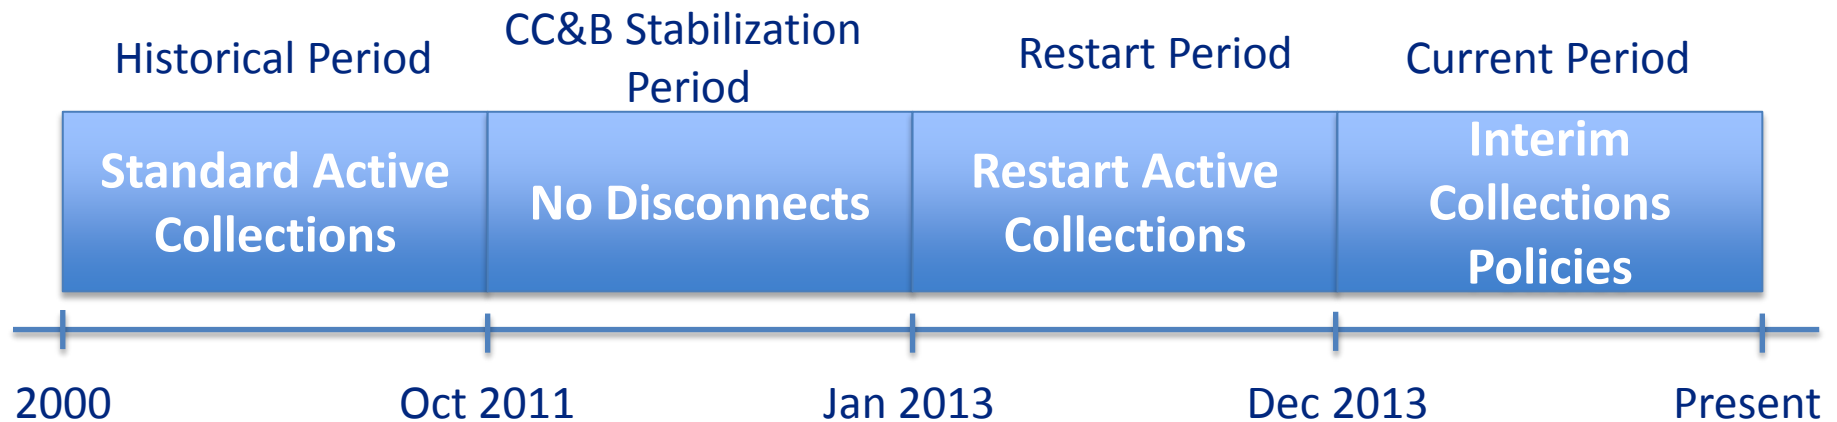 Historical Period
CC&B Stabilization
Period
Restart Period
Current Period
Standard Active
Collections
No Disconnects
Restart Active
Collections
Interim
Collections
Policies
2000
Oct 2011
Jan 2013
Dec 2013
Present